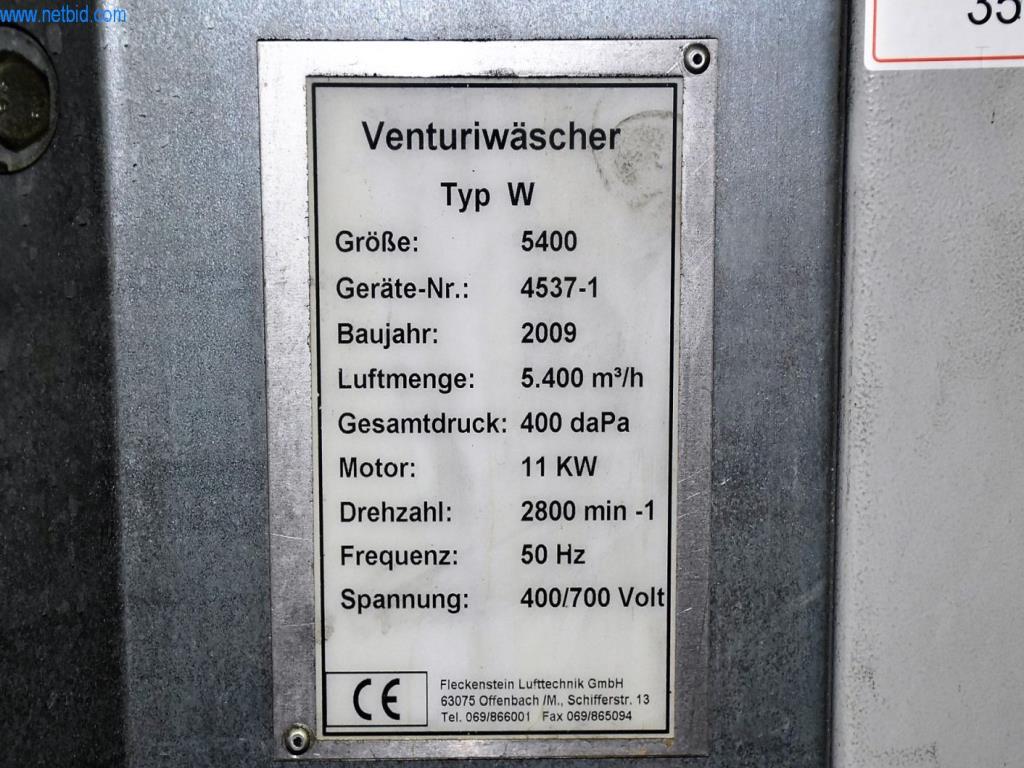 www.netbid.com
35
Venturiwäscher
Typ W
Größe: 5400
Geräte-Nr.: 4537-1
Baujahr: 2009
Luftmenge: 5.400 m³/h
Gesamtdruck: 400 daPa
Motor: 11 KW
Drehzahl: 2800 min -1
Frequenz: 50 Hz
Spannung: 400/700 Volt
CE
Fleckenstein Lufttechnik GmbH
63075 Offenbach /M., Schifferstr. 13
Tel. 069/866001 Fax 069/865094